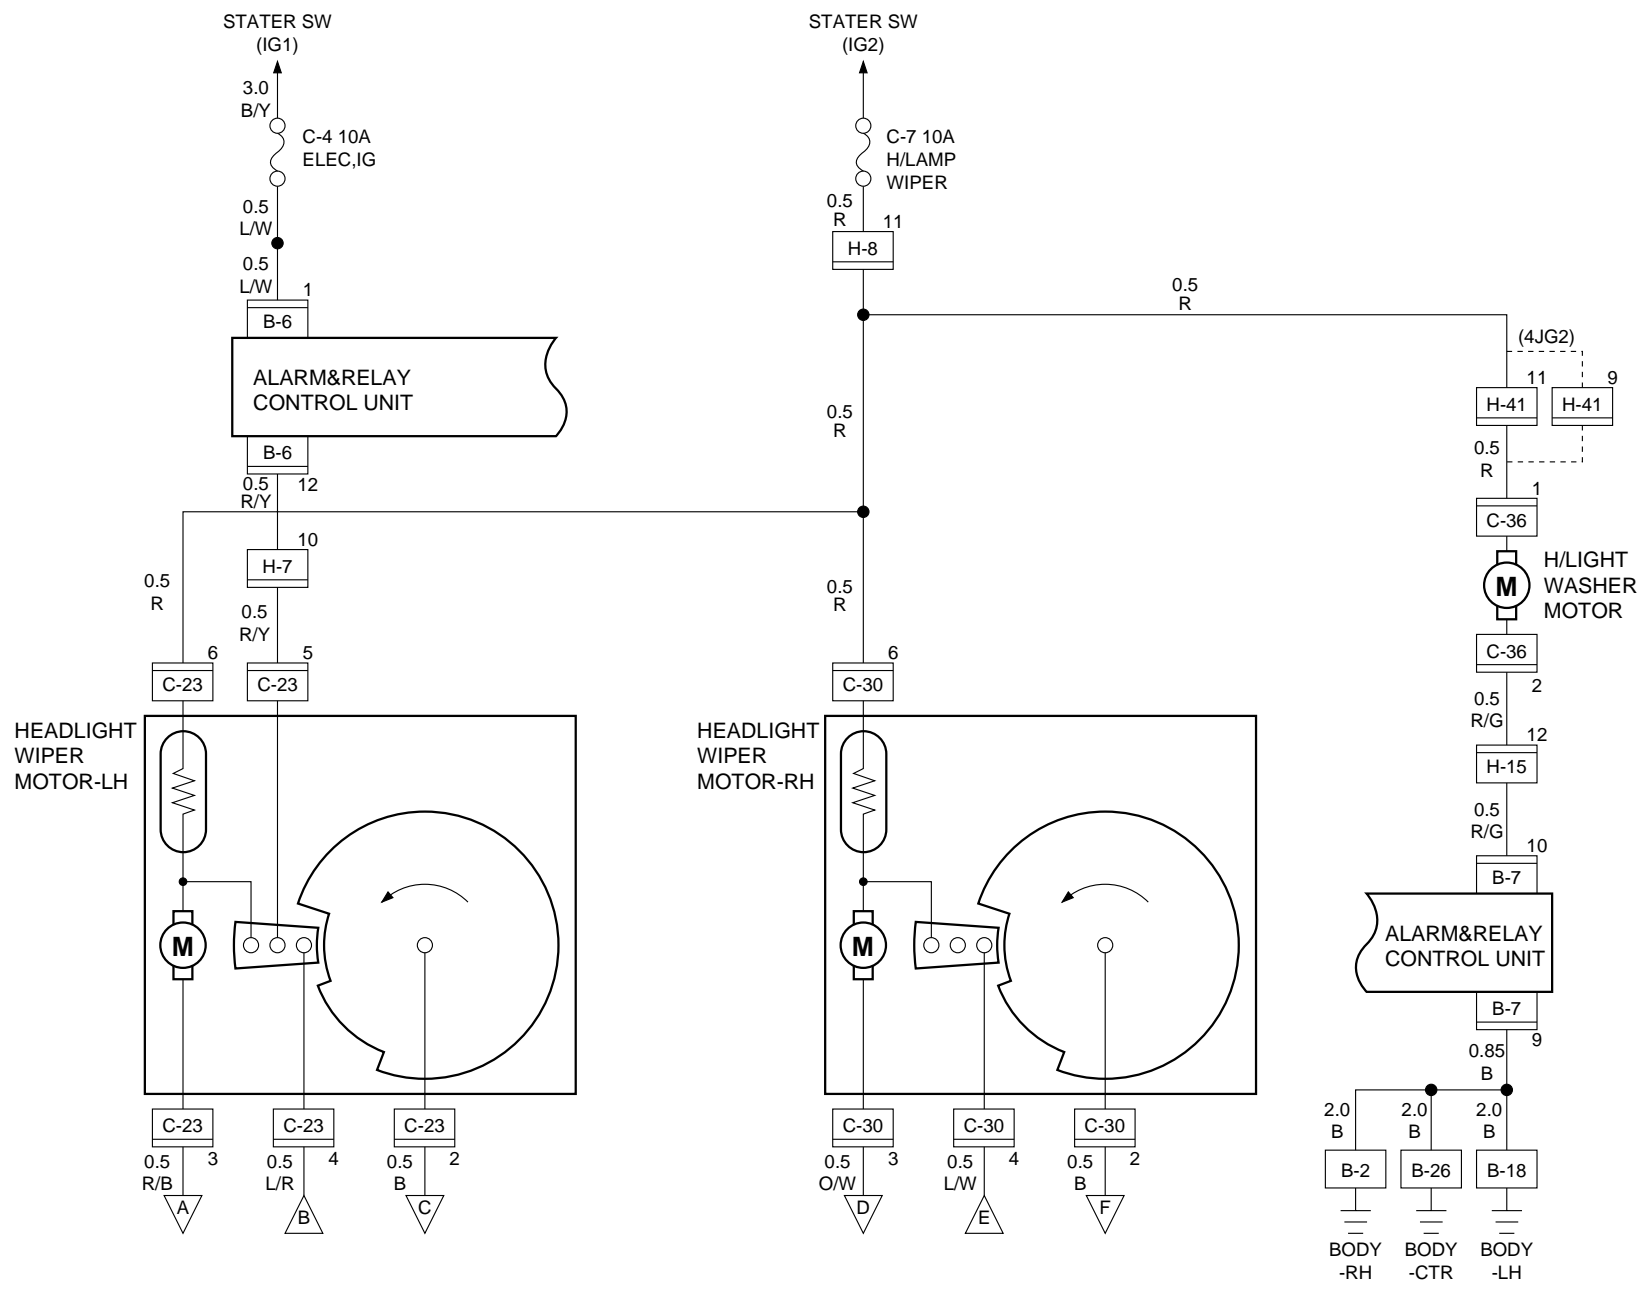 STATER SW
(IG1)
3.0
B/Y
C-4 10A
ELEC,IG
0.5
L/W
0.5
L/W
1
B-6
ALARM&RELAY
CONTROL UNIT
B-6
12
0.5
R/Y
10
H-7
0.5
R
0.5
R/Y
6
C-23
5
C-23
HEADLIGHT
WIPER
MOTOR-LH
M
C-23
3
0.5
R/B
A
C-23
4
0.5
L/R
B
C-23
2
0.5
B
C
STATER SW
(IG2)
C-7 10A
H/LAMP
WIPER
0.5
R
11
H-8
0.5
R
0.5
R
0.5
R
6
C-30
HEADLIGHT
WIPER
MOTOR-RH
M
C-30
3
0.5
O/W
D
C-30
4
0.5
L/W
E
C-30
2
0.5
B
F
(4JG2)
11
H-41
9
H-41
0.5
R
1
C-36
M
H/LIGHT
WASHER
MOTOR
C-36
2
0.5
R/G
12
H-15
0.5
R/G
10
B-7
ALARM&RELAY
CONTROL UNIT
B-7
9
0.85
B
2.0
B
2.0
B
2.0
B
B-2
B-26
B-18
BODY
-RH
BODY
-CTR
BODY
-LH